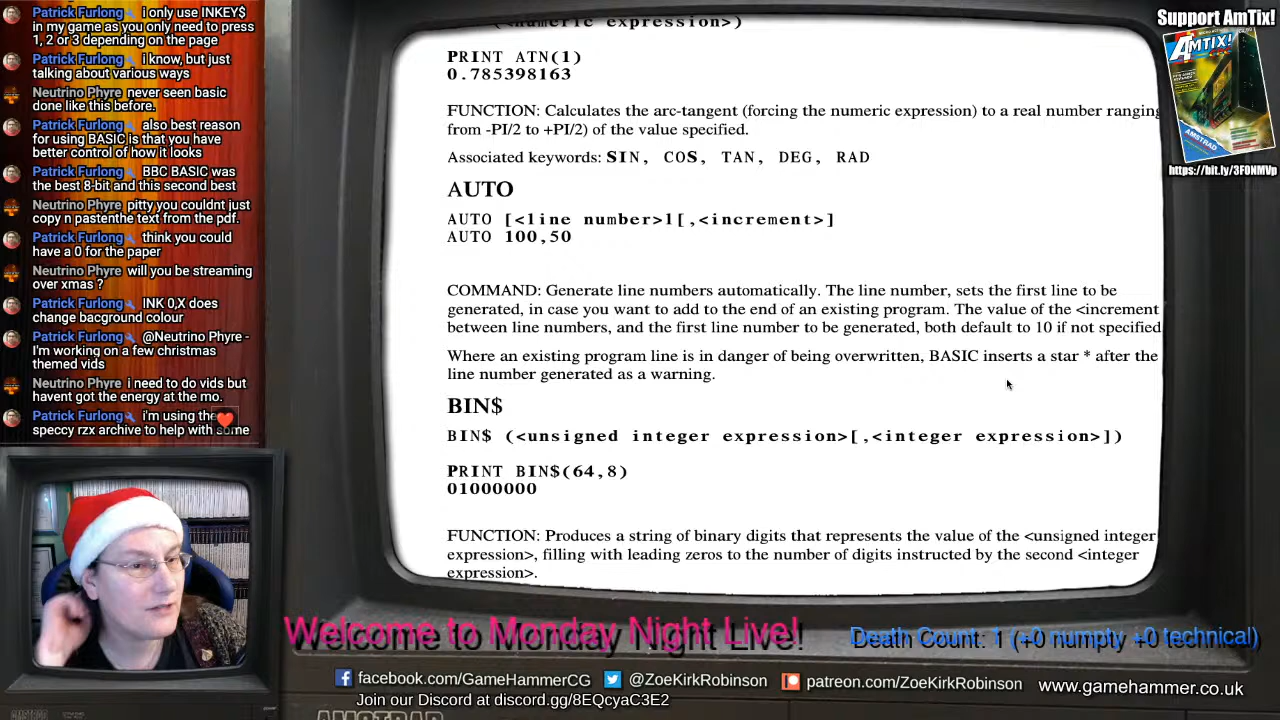 Patrick Furlong i only use INKEY$
in my game as you only need to press
1, 2 or 3 depending on the page
Patrick Furlong i know, but just
talking about various ways
Neutrino Phyre never seen basic
done like this before.
Patrick Furlong also best reason
for using BASIC is that you have
better control of how it looks
Patrick Furlong BBC BASIC was
the best 8-bit and this second best
Neutrino Phyre pitty you couldnt just
copy n pastenthe text from the pdf.
Patrick Furlong think you could
have a 0 for the paper
Neutrino Phyre will you be streaming
over xmas ?
Patrick Furlong INK 0,X does
change bacground colour
Patrick Furlong @Neutrino Phyre -
I'm working on a few christmas
themed vids
Neutrino Phyre i need to do vids but
havent got the energy at the mo.
Patrick Furlong i'm using the
speccy rzx archive to help with some
(<numeric expression>)
PRINT ATN(1)
0.785398163
FUNCTION: Calculates the arc-tangent (forcing the numeric expression) to a real number ranging
from -PI/2 to +PI/2) of the value specified.
Associated keywords: SIN, COS, TAN, DEG, RAD
AUTO
AUTO [<line number>l[,<increment>]
AUTO 100,50
COMMAND: Generate line numbers automatically. The line number, sets the first line to be
generated, in case you want to add to the end of an existing program. The value of the <increment
between line numbers, and the first line number to be generated, both default to 10 if not specified
Where an existing program line is in danger of being overwritten, BASIC inserts a star * after the
line number generated as a warning.
BIN$
BIN$ (<unsigned integer expression>[,<integer expression>])
PRINT BIN$(64,8)
01000000
FUNCTION: Produces a string of binary digits that represents the value of the <unsigned integer
expression>, filling with leading zeros to the number of digits instructed by the second <integer
expression>.
Support AmTix!
AMTIX!
AMSTRAD
https://bit.ly/3F0NMVp
Welcome to Monday Night Live!
Death Count: 1 (+0 numpty +0 technical)
facebook.com/GameHammerCG
@ZoeKirkRobinson
patreon.com/ZoeKirkRobinson
www.gamehammer.co.uk
Join our Discord at discord.gg/8EQcyaC3E2
AMSTRAD